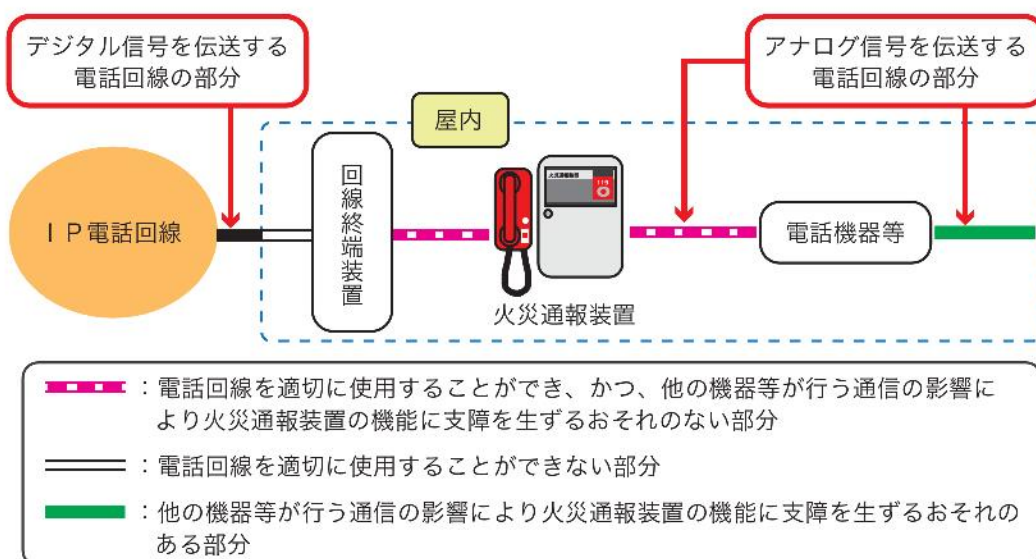 デジタル信号を伝送する
電話回線の部分
アナログ信号を伝送する
電話回線の部分
屋内
IP電話回線
回線終端装置
火災通報装置
119
火災通報装置
電話機器等
：電話回線を適切に使用することができ、かつ、他の機器等が行う通信の影響に
より火災通報装置の機能に支障を生ずるおそれのない部分
：電話回線を適切に使用することができない部分
：他の機器等が行う通信の影響により火災通報装置の機能に支障を生ずるおそれの
ある部分